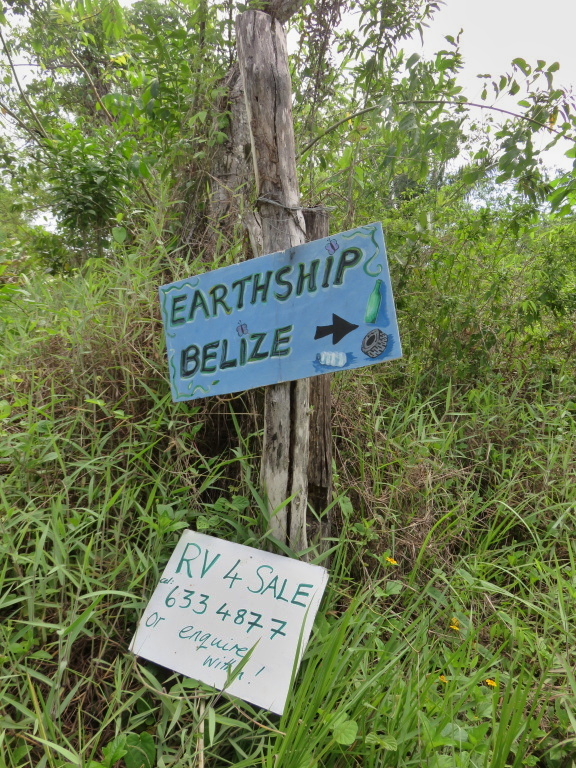 EARTHSHIP
BELIZE
RV 4 SALE
633 4877
or enquire
within!